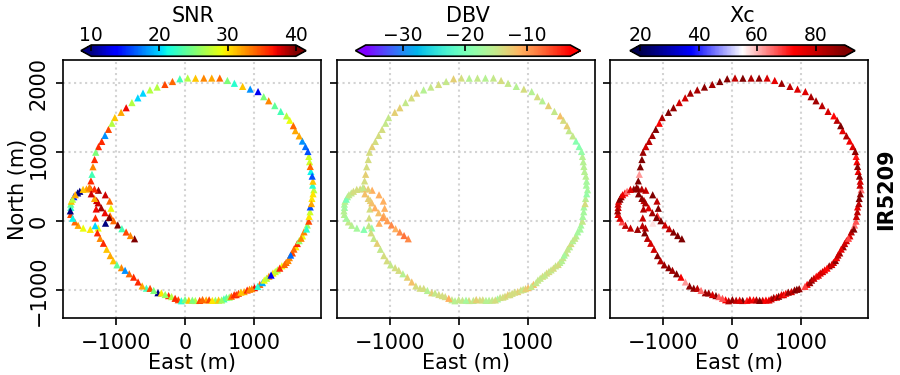 SNR DBV Xc
10 20 30 40 −30 −20 −10 20 40 60 80
2000
1000
0
−1000
North (m)
IR5209
−1000 0 1000 −1000 0 1000 −1000 0 1000
East (m) East (m) East (m)